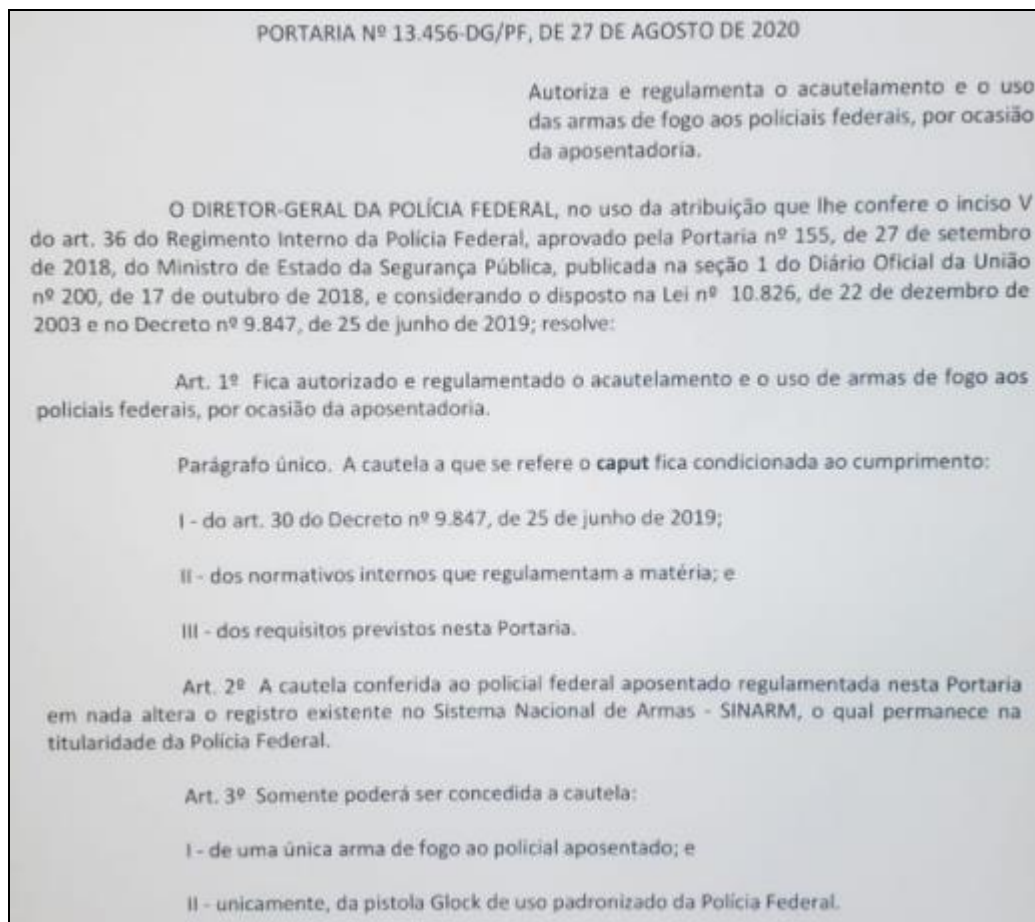 PORTARIA Nº 13.456-DG/PF, DE 27 DE AGOSTO DE 2020
Autoriza e regulamenta o acautelamento e o uso
das armas de fogo aos policiais federais, por ocasião
da aposentadoria.
O DIRETOR-GERAL DA POLÍCIA FEDERAL, no uso da atribuição que lhe confere o inciso V
do art. 36 do Regimento Interno da Polícia Federal, aprovado pela Portaria nº 155, de 27 de setembro
de 2018, do Ministro de Estado da Segurança Pública, publicada na seção 1 do Diário Oficial da União
nº 200, de 17 de outubro de 2018, e considerando o disposto na Lei nº 10.826, de 22 de dezembro de
2003 e no Decreto nº 9.847, de 25 de junho de 2019; resolve:
Art. 1º Fica autorizado e regulamentado o acautelamento e o uso de armas de fogo aos
policiais federais, por ocasião da aposentadoria.
Parágrafo único. A cautela a que se refere o caput fica condicionada ao cumprimento:
I - do art. 30 do Decreto nº 9.847, de 25 de junho de 2019;
II - dos normativos internos que regulamentam a matéria; e
III - dos requisitos previstos nesta Portaria.
Art. 2º A cautela conferida ao policial federal aposentado regulamentada nesta Portaria
em nada altera o registro existente no Sistema Nacional de Armas - SINARM, o qual permanece na
titularidade da Polícia Federal.
Art. 3º Somente poderá ser concedida a cautela:
I - de uma única arma de fogo ao policial aposentado; e
II - unicamente, da pistola Glock de uso padronizado da Polícia Federal.